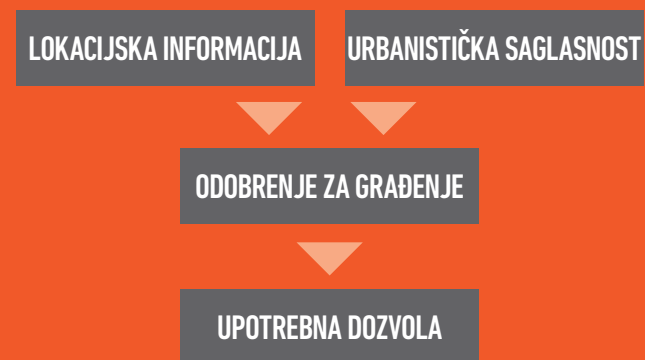 LOKACIJSKA INFORMACIJA
URBANISTIČKA SAGLASNOST
ODOBRENJE ZA GRAĐENJE
UPOTREBNA DOZVOLA